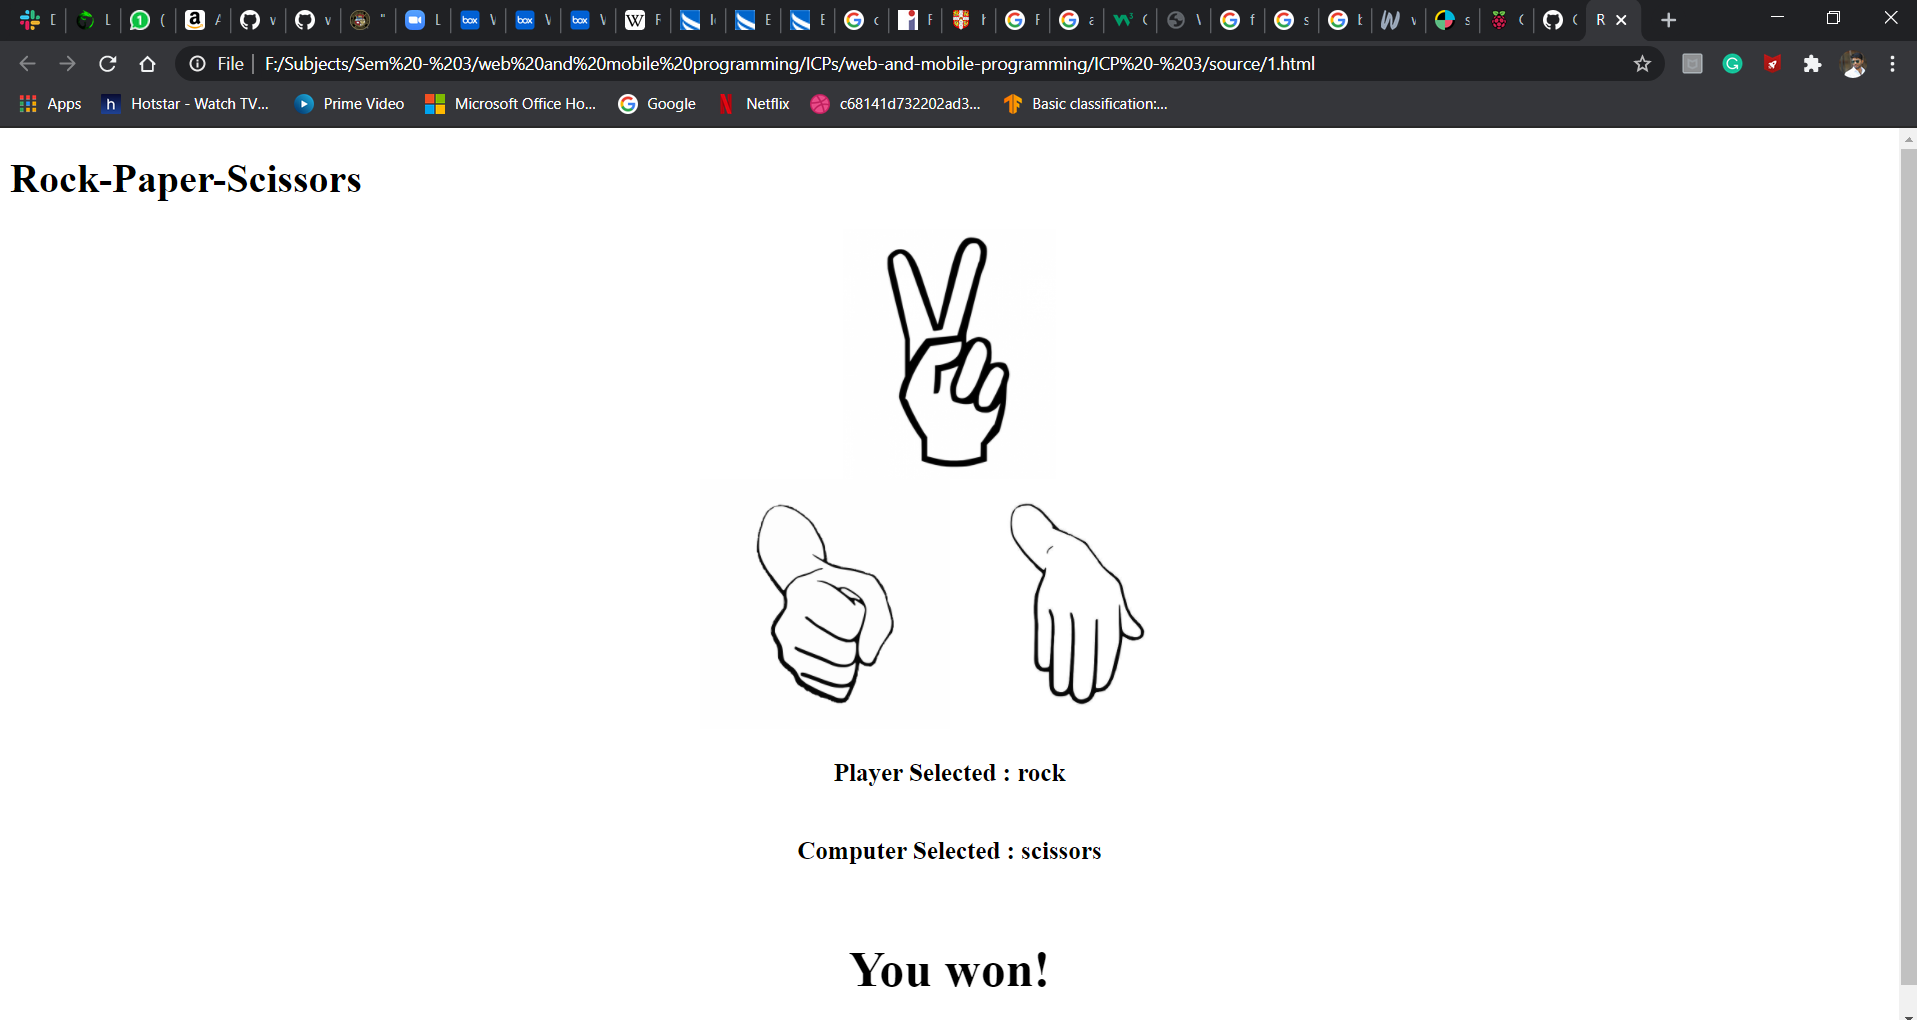 File
F:/Subjects/Sem%20-%203/web%20and%20mobile%20programming/ICPs/web-and-mobile-programming/ICP%20-%203/source/1.html
Apps
Hotstar - Watch TV...
Prime Video
Microsoft Office Ho...
Google
Netflix
c68141d732202ad3...
Basic classification:...
Rock-Paper-Scissors
Player Selected : rock
Computer Selected : scissors
You won!